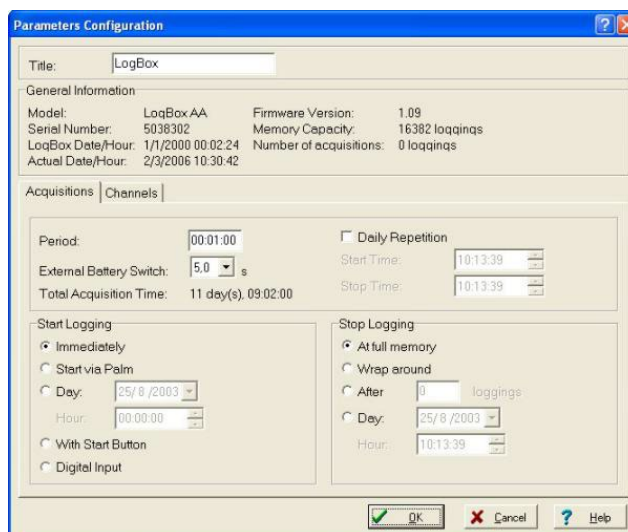 Parameters Configuration
Title: LogBox
General Information
Model: LogBox AA Firmware Version: 1.09
Serial Number: 5038302 Memory Capacity: 16382 loggings
LogBox Date/Hour: 1/1/2000 00:02:24 Number of acquisitions: 0 loggings
Actual Date/Hour: 2/3/2006 10:30:42
Acquisitions Channels
Period: 00:01:00 Daily Repetition
External Battery Switch: 5,0 s Start Time: 10:13:39
Total Acquisition Time: 11 day(s), 09:02:00 Stop Time: 10:13:39
Start Logging Stop Logging
Immediately At full memory
Start via Palm Wrap around
Day: 25/ 8 /2003 After 0 loggings
Hour: 00:00:00 Day: 25/ 8 /2003
With Start Button Hour: 10:13:39
Digital Input
OK Cancel ? Help